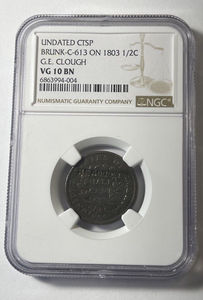 UNDATED CTSP
BRUNK-C-613 ON 1803 1/2C
G.E. CLOUGH
VG 10 BN
6863994-004
NUMISMATIC GUARANTY COMPANY
NGC